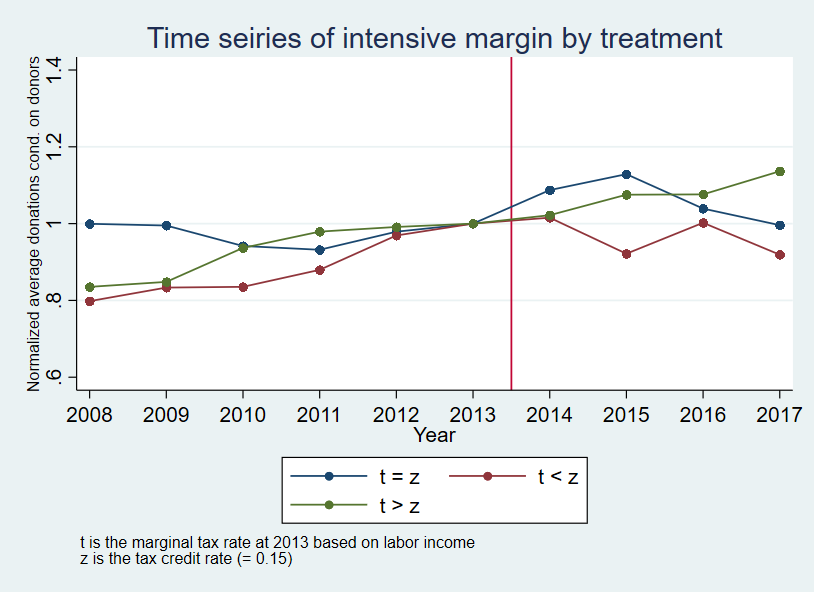 Time seiries of intensive margin by treatment
Normalized average donations cond. on donors
1.4
1.2
1
.8
.6
2008 2009 2010 2011 2012 2013 2014 2015 2016 2017
Year
t = z t < z
t > z
t is the marginal tax rate at 2013 based on labor income
z is the tax credit rate (= 0.15)